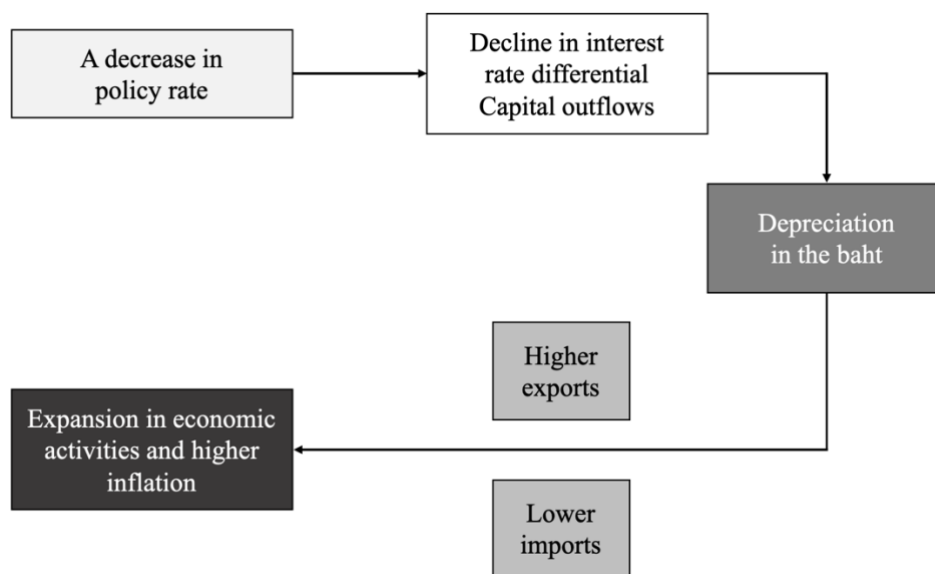 A decrease in
policy rate
Decline in interest
rate differential
Capital outflows
Depreciation
in the baht
Higher
exports
Expansion in economic
activities and higher
inflation
Lower
imports